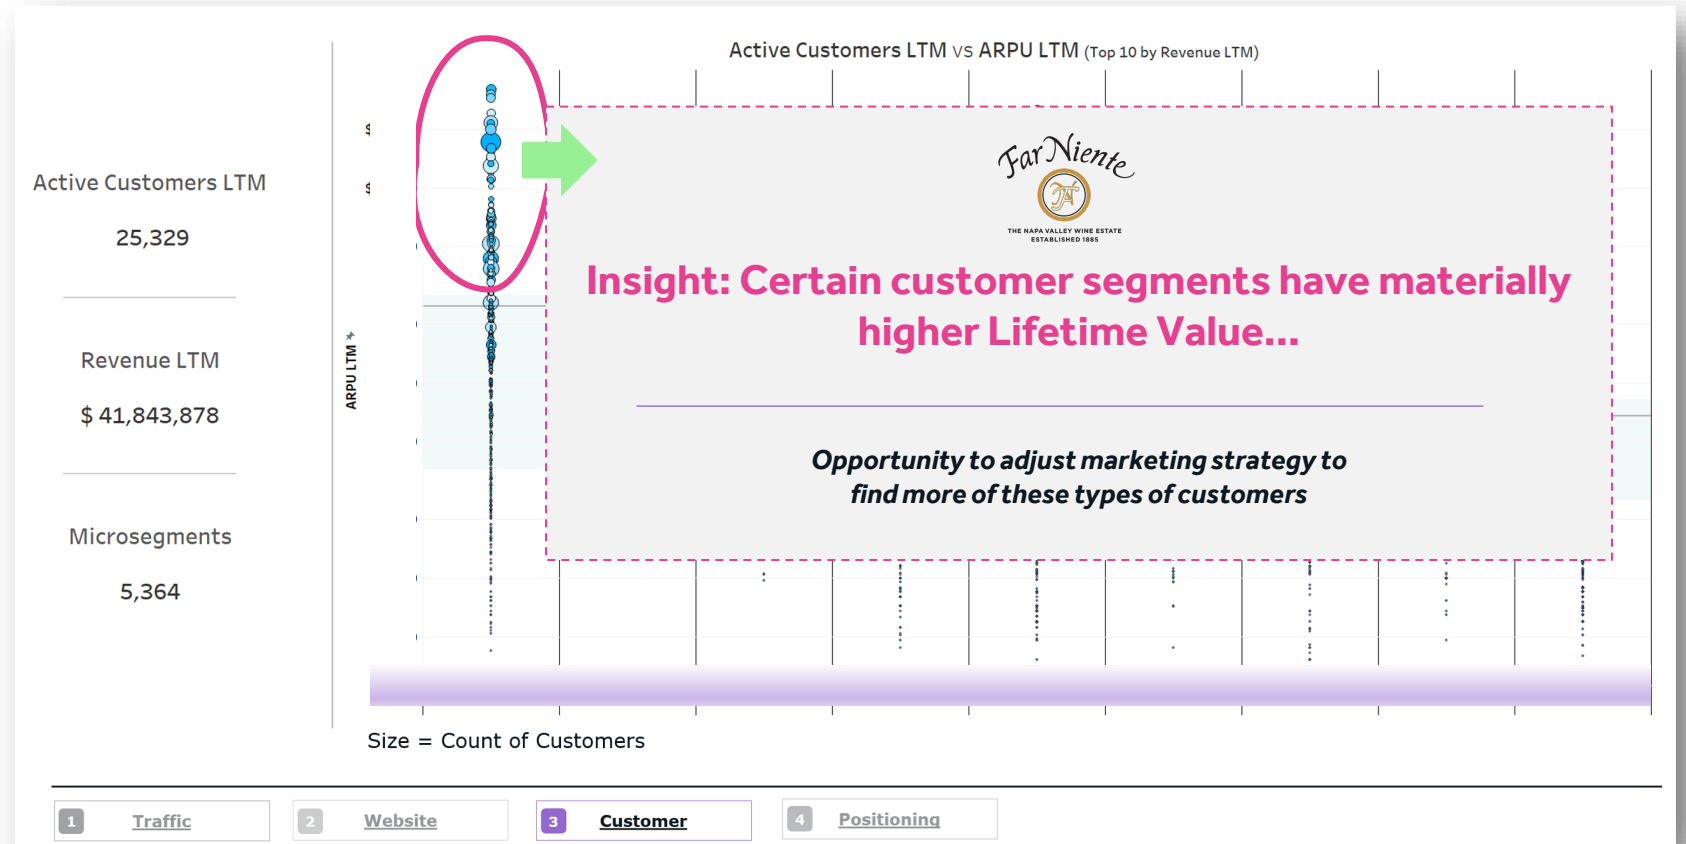 Active Customers LTM VS ARPU LTM (Top 10 by Revenue LTM)
Active Customers LTM
25,329
Revenue LTM
$ 41,843,878
Microsegments
5,364
ARPU LTM
$
$
Far Niente
THE NAPA VALLEY WINE ESTATE
ESTABLISHED 1885
Insight: Certain customer segments have materially
higher Lifetime Value...
Opportunity to adjust marketing strategy to
find more of these types of customers
Size = Count of Customers
1 Traffic
2 Website
3 Customer
4 Positioning